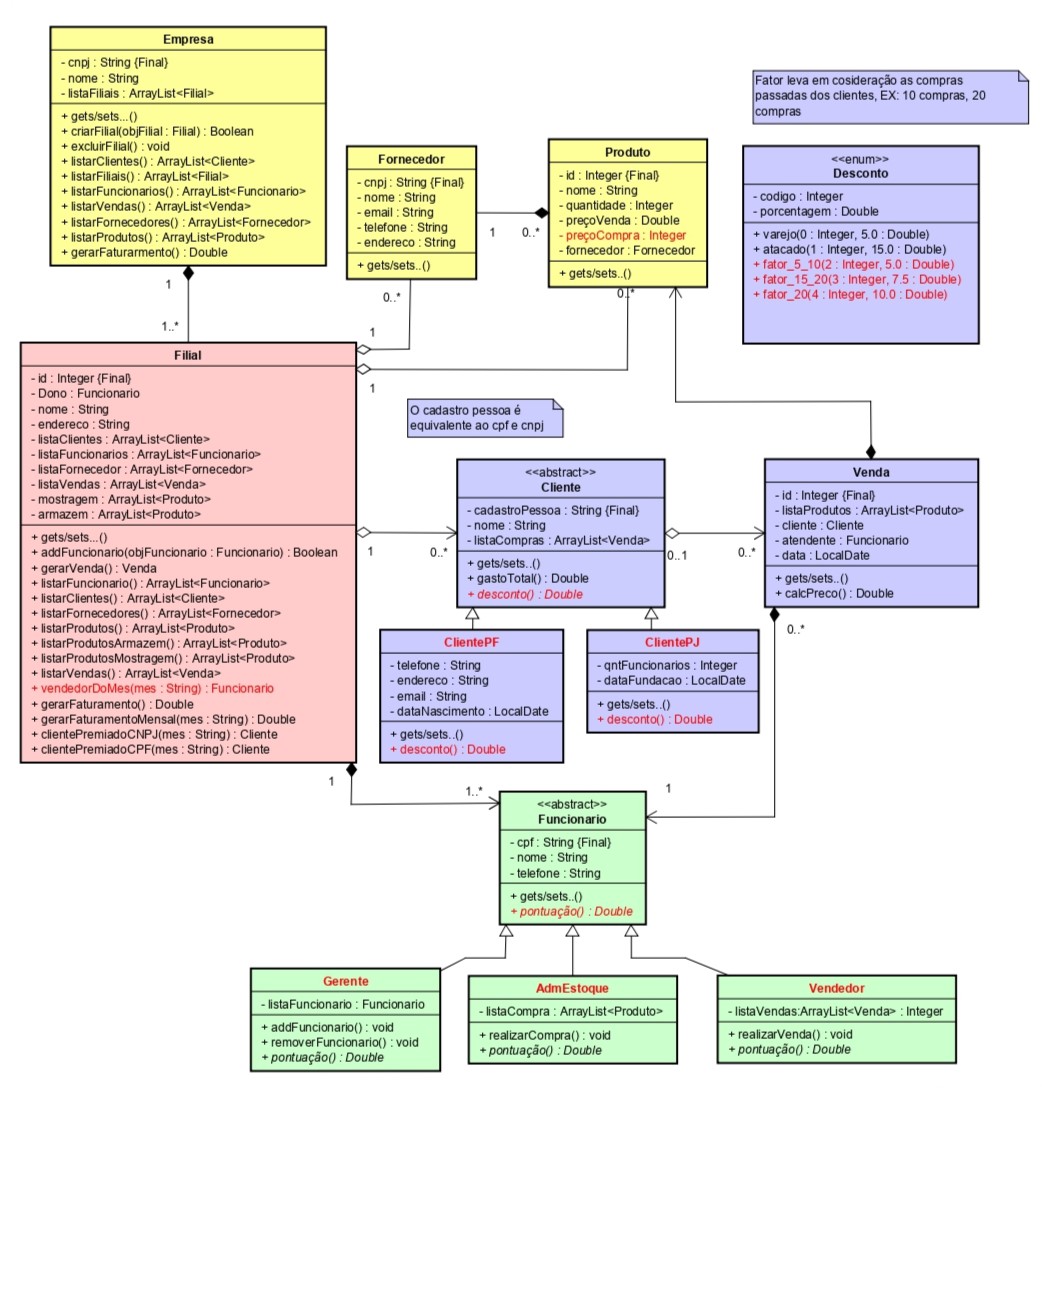 Empresa
- cnpj : String {Final}
- nome : String
- listaFiliais : ArrayList<Filial>
+ gets/sets...()
+ criarFilial(objFilial : Filial) : Boolean
+ excluirFilial() : void
+ listarClientes() : ArrayList<Cliente>
+ listarFiliais() : ArrayList<Filial>
+ listarFuncionarios() : ArrayList<Funcionario>
+ listarVendas() : ArrayList<Venda>
+ listarFornecedores() : ArrayList<Fornecedor>
+ listarProdutos() : ArrayList<Produto>
+ gerarFaturarmento() : Double
1
1..*
Fornecedor
- cnpj : String {Final}
- nome : String
- email : String
- telefone : String
- endereco : String
+ gets/sets..()
1
0..*
0..*
1
Produto
- id : Integer {Final}
- nome : String
- quantidade : Integer
- preçoVenda : Double
- preçoCompra : Integer
- fornecedor : Fornecedor
+ gets/sets..()
0..*
1
Fator leva em cosideração as compras
passadas dos clientes, EX: 10 compras, 20
compras
<<enum>>
Desconto
- codigo : Integer
- porcentagem : Double
+ varejo(0 : Integer, 5.0 : Double)
+ atacado(1 : Integer, 15.0 : Double)
+ fator_5_10(2 : Integer, 5.0 : Double)
+ fator_15_20(3 : Integer, 7.5 : Double)
+ fator_20(4 : Integer, 10.0 : Double)
Filial
- id : Integer {Final}
- Dono : Funcionario
- nome : String
- endereco : String
- listaClientes : ArrayList<Cliente>
- listaFuncionarios : ArrayList<Funcionario>
- listaFornecedor : ArrayList<Fornecedor>
- listaVendas : ArrayList<Venda>
- mostragem : ArrayList<Produto>
- armazem : ArrayList<Produto>
+ gets/sets...()
+ addFuncionario(objFuncionario : Funcionario) : Boolean
+ gerarVenda() : Venda
+ listarFuncionario() : ArrayList<Funcionario>
+ listarClientes() : ArrayList<Cliente>
+ listarFornecedores() : ArrayList<Fornecedor>
+ listarProdutos() : ArrayList<Produto>
+ listarProdutosArmazem() : ArrayList<Produto>
+ listarProdutosMostragem() : ArrayList<Produto>
+ listarVendas() : ArrayList<Venda>
+ vendedorDoMes(mes : String) : Funcionario
+ gerarFaturamento() : Double
+ gerarFaturamentoMensal(mes : String) : Double
+ clientePremiadoCNPJ(mes : String) : Cliente
+ clientePremiadoCPF(mes : String) : Cliente
O cadastro pessoa é
equivalente ao cpf e cnpj
1
0..*
<<abstract>>
Cliente
- cadastroPessoa : String {Final}
- nome : String
- listaCompras : ArrayList<Venda>
+ gets/sets..()
+ gastoTotal() : Double
+ desconto() : Double
0..1
0..*
Venda
- id : Integer {Final}
- listaProdutos : ArrayList<Produto>
- cliente : Cliente
- atendente : Funcionario
- data : LocalDate
+ gets/sets..()
+ calcPreco() : Double
0..*
ClientePF
- telefone : String
- endereco : String
- email : String
- dataNascimento : LocalDate
+ gets/sets..()
+ desconto() : Double
ClientePJ
- qntFuncionarios : Integer
- dataFundacao : LocalDate
+ gets/sets..()
+ desconto() : Double
1
1..*
1
<<abstract>>
Funcionario
- cpf : String {Final}
- nome : String
- telefone : String
+ gets/sets..()
+ pontuação() : Double
Gerente
- listaFuncionario : Funcionario
+ addFuncionario() : void
+ removerFuncionario() : void
+ pontuação() : Double
AdmEstoque
- listaCompra : ArrayList<Produto>
+ realizarCompra() : void
+ pontuação() : Double
Vendedor
- listaVendas:ArrayList<Venda> : Integer
+ realizarVenda() : void
+ pontuação() : Double